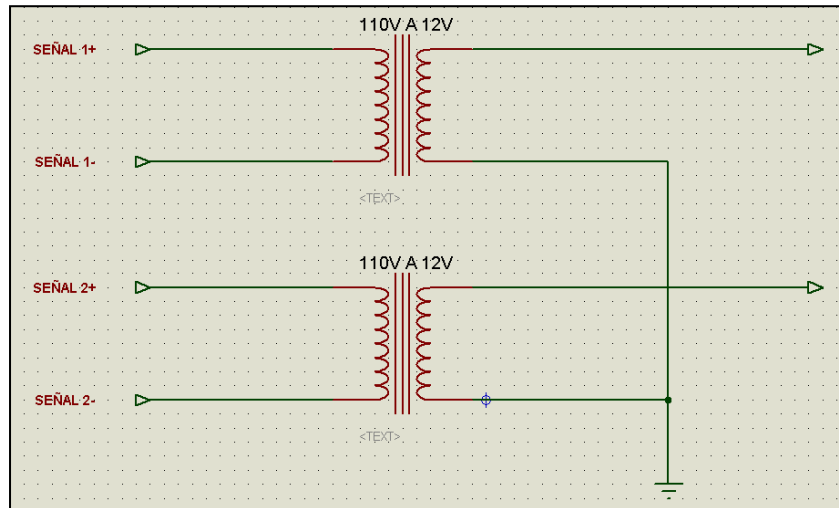 110V A 12V
SEÑAL 1+
SEÑAL 1-
<TEXT>
110V A 12V
SEÑAL 2+
SEÑAL 2-
<TEXT>